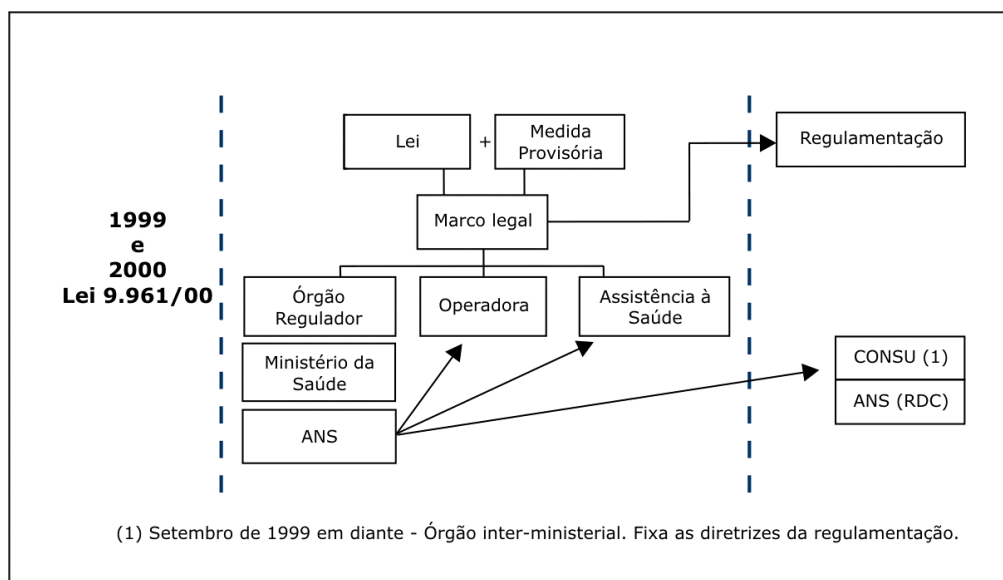 Lei
+
Medida
Provisória
Regulamentação
Marco legal
1999
e
2000
Lei 9.961/00
Órgão
Regulador
Operadora
Assistência à
Saúde
Ministério da
Saúde
ANS
CONSU (1)
ANS (RDC)
(1) Setembro de 1999 em diante - Órgão inter-ministerial. Fixa as diretrizes da regulamentação.